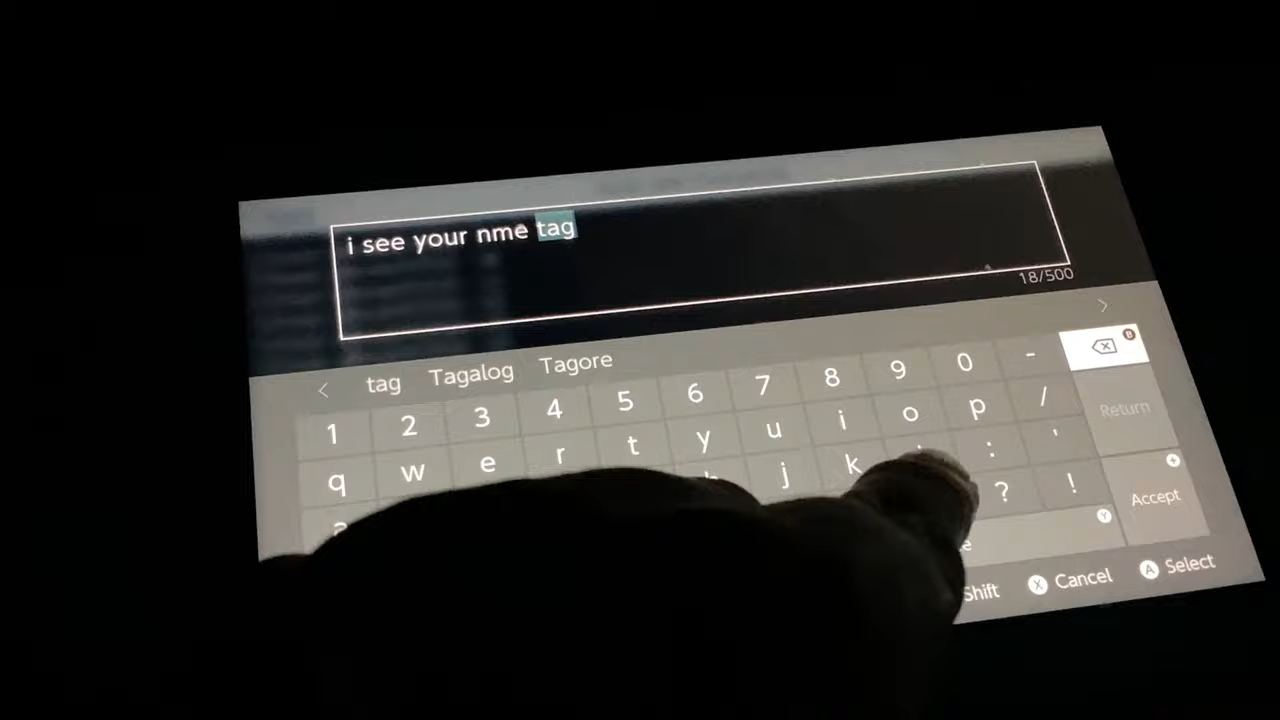 i see your nme tag
18/500
tag Tagalog Tagore
1 2 3 4 5 6 7 8 9 0 -
q w e r t y u i o p /
j k : '
? !
Return
Accept
Shift X Cancel A Select